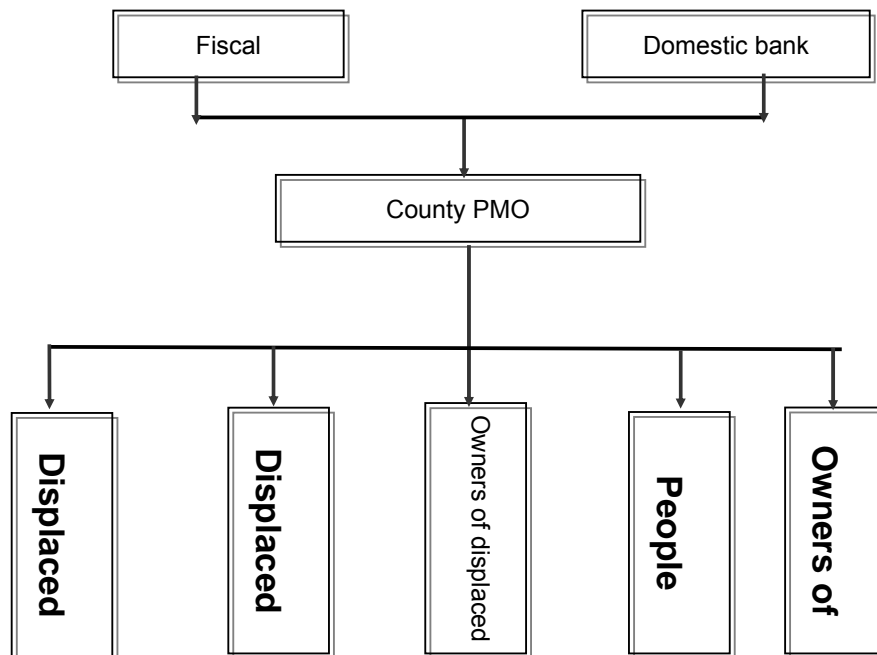 Fiscal
Domestic bank
County PMO
Displaced
Displaced
Owners of displaced
People
Owners of